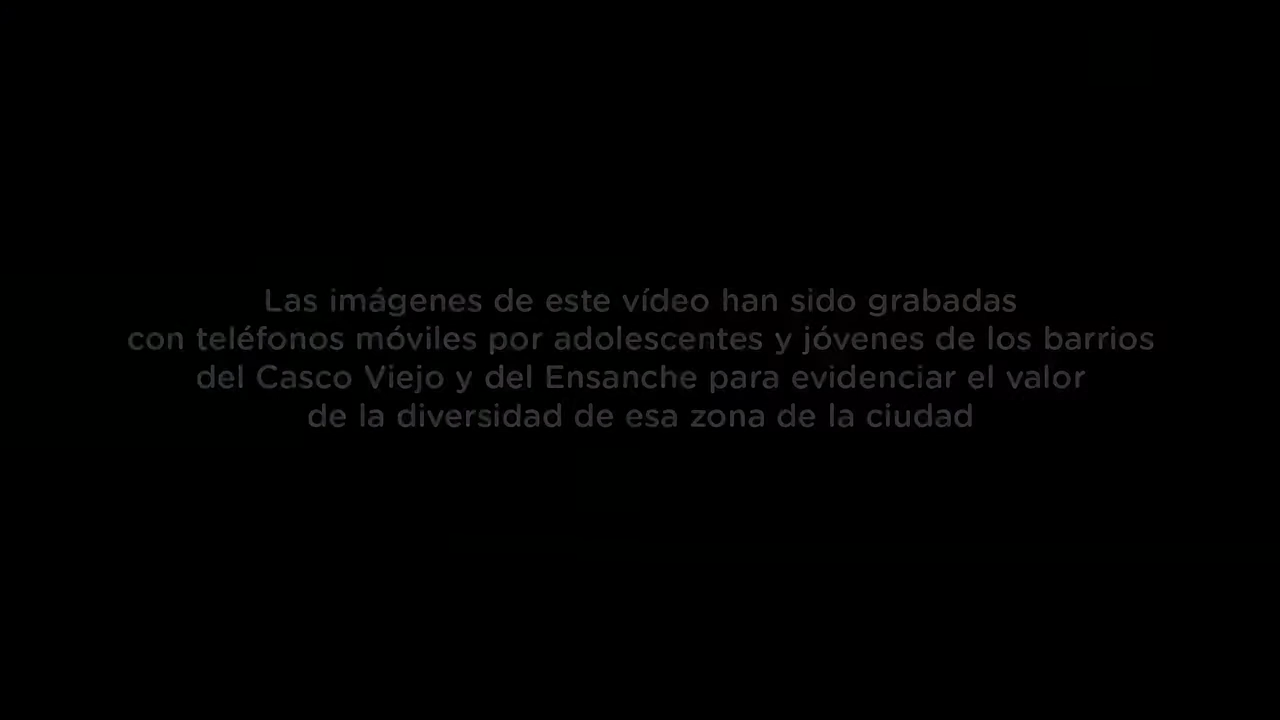 Las imágenes de este vídeo han sido grabadas
con teléfonos móviles por adolescentes y jóvenes de los barrios
del Casco Viejo y del Ensanche para evidenciar el valor
de la diversidad de esa zona de la ciudad